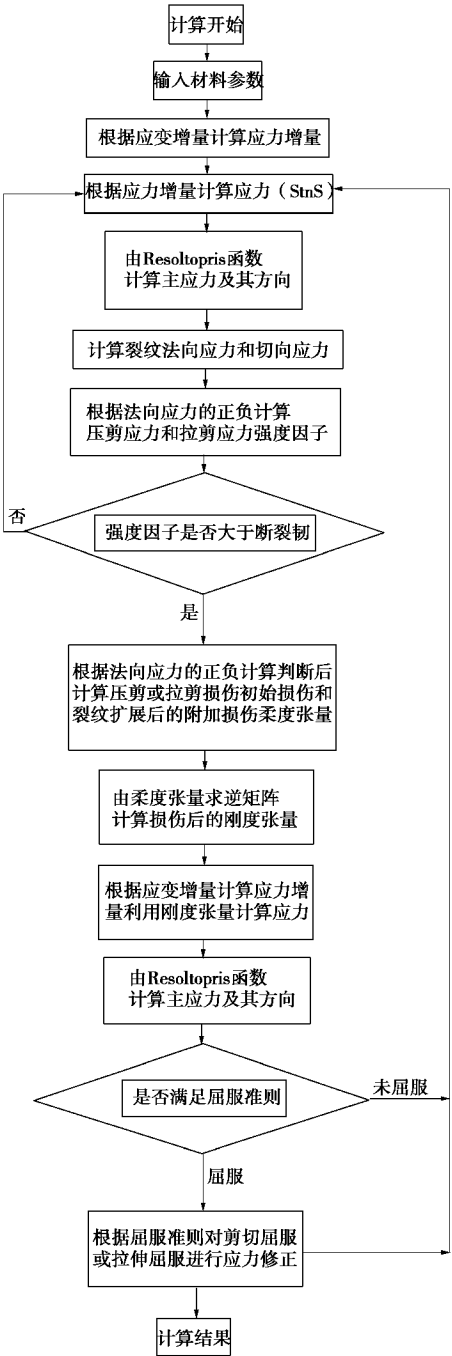 计算开始
输入材料参数
根据应变增量计算应力增量
根据应力增量计算应力（StnS）
由Resoltopris函数
计算主应力及其方向
计算裂纹法向应力和切向应力
根据法向应力的正负计算
压剪应力和拉剪应力强度因子
否
强度因子是否大于断裂韧
是
根据法向应力的正负计算判断后
计算压剪或拉剪损伤初始损伤和
裂纹扩展后的附加损伤柔度张量
由柔度张量求逆矩阵
计算损伤后的刚度张量
根据应变增量计算应力增
量利用刚度张量计算应力
由Resoltopris函数
计算主应力及其方向
未屈服
是否满足屈服准则
屈服
根据屈服准则对剪切屈服
或拉伸屈服进行应力修正
计算结果